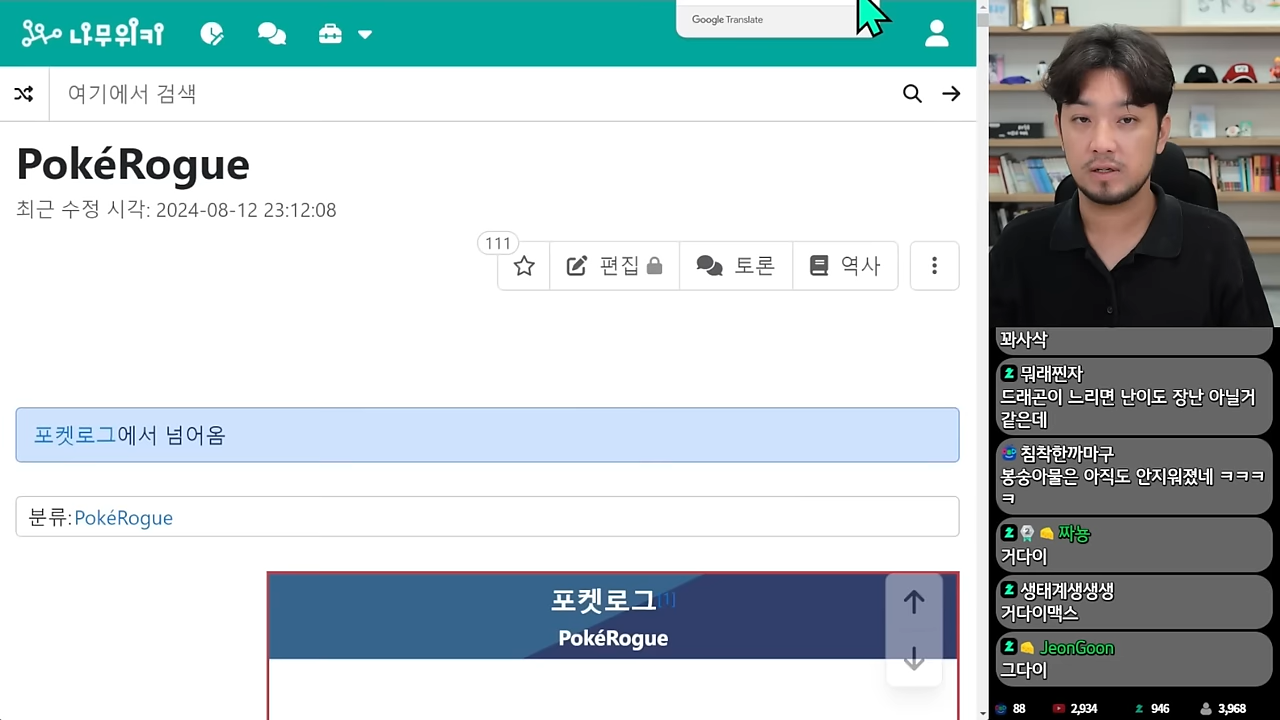 나무위키
Google Translate
여기에서 검색
PokéRogue
최근 수정 시각: 2024-08-12 23:12:08
111
편집
토론
역사
포켓로그에서 넘어옴
분류:PokéRogue
포켓로그[1]
PokéRogue
꽈사삭
뭐래찐자
드래곤이 느리면 난이도 장난 아닐거
같은데
침착한까마구
봉숭아물은 아직도 안지워졌네 ㅋㅋㅋ
ㅋ
짜뇽
거다이
생태계생생생
거다이맥스
JeonGoon
그다이
88
2,934
946
3,968